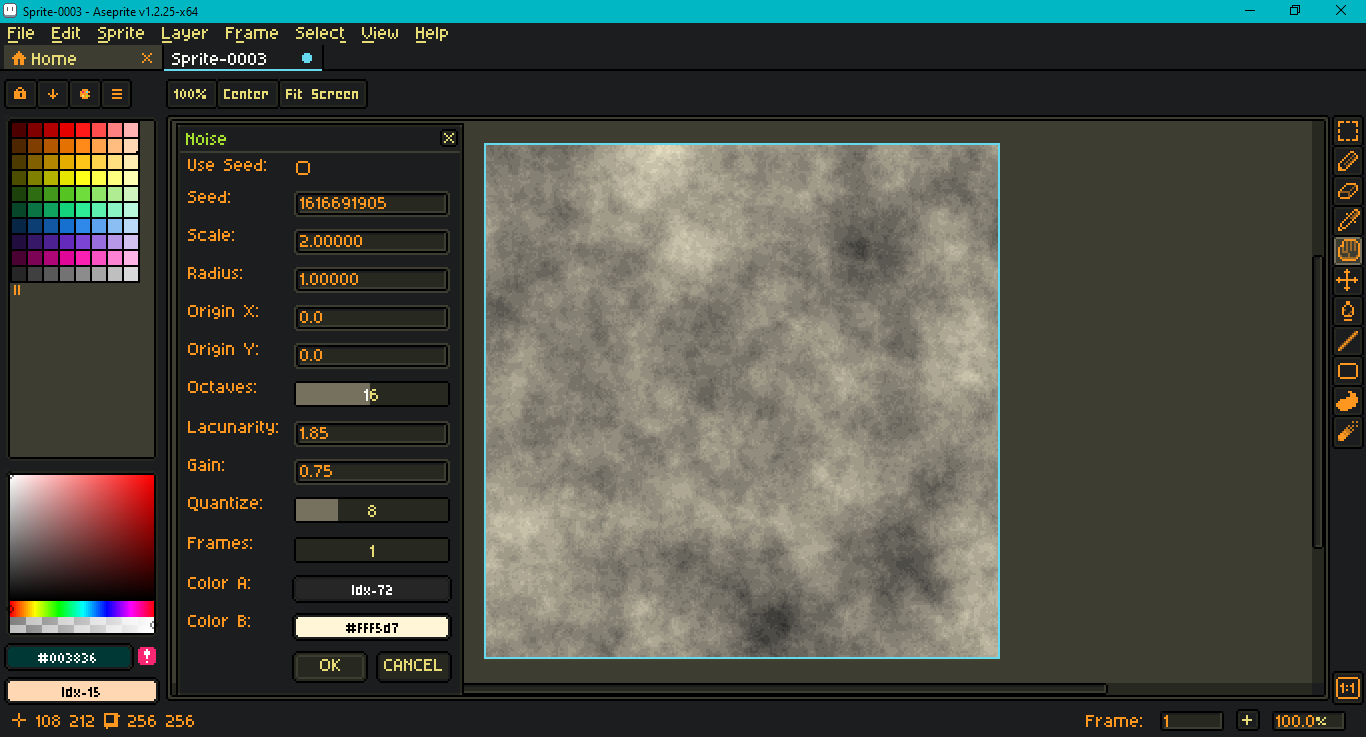 Sprite-0003 - Aseprite v1.2.25-x64
File Edit Sprite Layer Frame Select View Help
Home Sprite-0003
100% Center Fit Screen
Noise
Use Seed:
Seed: 1616691905
Scale: 2.00000
Radius: 1.00000
Origin X: 0.0
Origin Y: 0.0
Octaves: 16
Lacunarity: 1.85
Gain: 0.75
Quantize: 8
Frames: 1
Color A: Idx-72
Color B: #FFF5d7
OK CANCEL
#003836
Idx-15
1:1
108 212 256 256 Frame: 1 + 100.0%